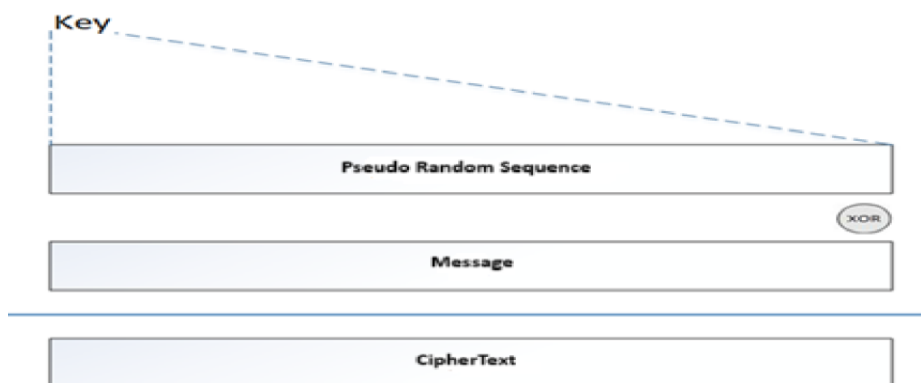 Key
Pseudo Random Sequence
XOR
Message
CipherText